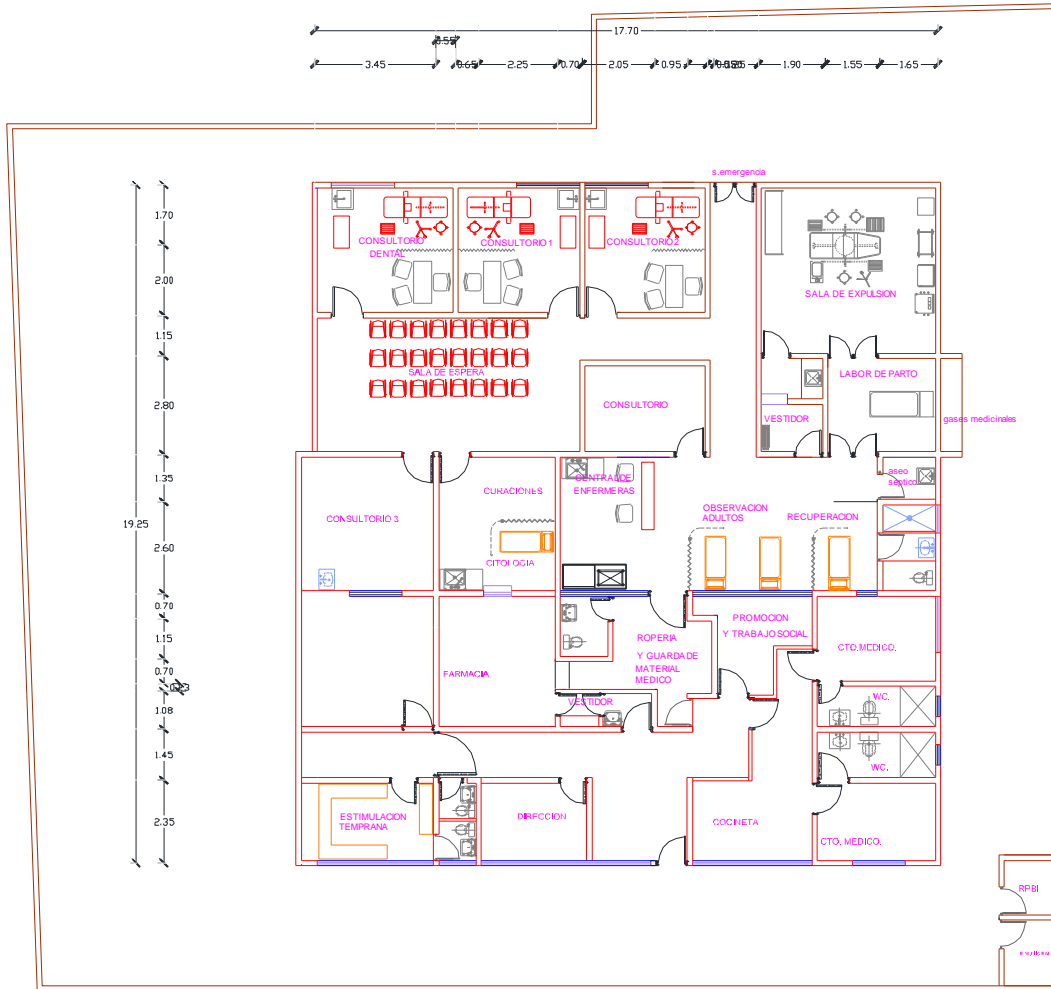 17.70
0.55
3.45
0.65
2.25
0.70
2.05
0.95
1.90
1.55
1.65
s.emergencia
1.70
2.00
1.15
2.80
1.35
19.25
2.60
0.70
1.15
0.70
1.08
1.45
2.35
CONSULTORIO
DENTAL
CONSULTORIO 1
CONSULTORIO 2
SALA DE EXPULSION
SALA DE ESPERA
LABOR DE PARTO
CONSULTORIO
VESTIDOR
gases medicinales
CONSULTORIO 3
CURACIONES
CENTRAL DE
ENFERMERAS
aseo
septico
OBSERVACION
ADULTOS
RECUPERACION
CITOLOGIA
ROPERIA
Y GUARDA DE
MATERIAL
MEDICO
PROMOCION
Y TRABAJO SOCIAL
CTO. MEDICO.
FARMACIA
VESTIDOR
WC.
WC.
ESTIMULACION
TEMPRANA
DIRECCION
COCINETA
CTO. MEDICO.
RPBI